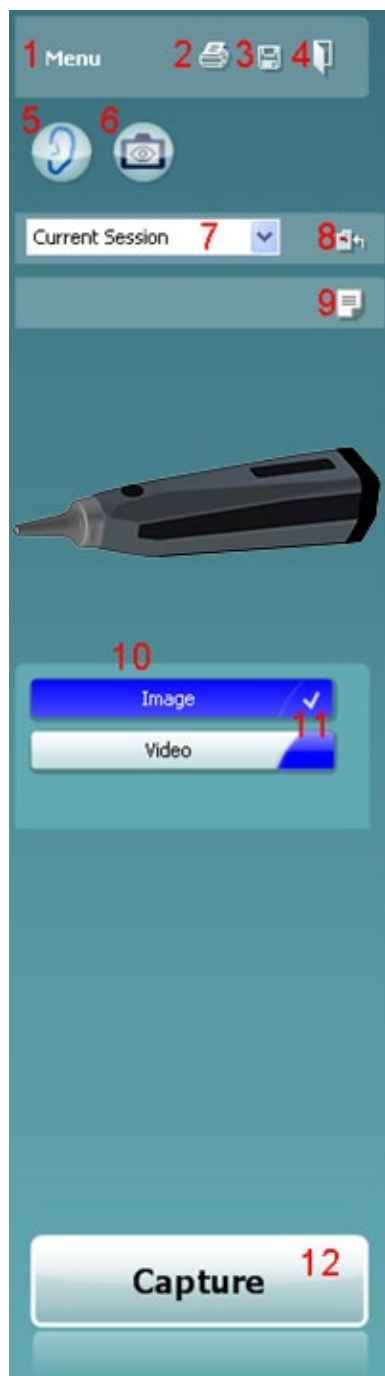 1 Menu 2 3 4
5 6
Current Session 7 8
9
10
Image
11
Video
Capture 12